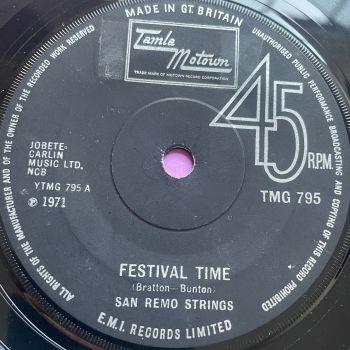 MADE IN GT. BRITAIN
Tamla Motown
TRADE MARK OF MOTOWN RECORD CORPORATION
45 R.P.M.
JOBETE-
CARLIN
MUSIC LTD,
NCB
YTMG 795 A
℗ 1971
TMG 795
FESTIVAL TIME
(Bratton—Bunton)
SAN REMO STRINGS
E.M.I. RECORDS LIMITED
ALL RIGHTS OF THE MANUFACTURER AND OF THE OWNER OF THE RECORDED WORK RESERVED
UNAUTHORISED PUBLIC PERFORMANCE BROADCASTING AND COPYING OF THIS RECORD PROHIBITED